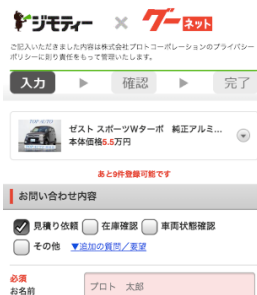 ジモティー × グーネット
ご記入いただきました内容は株式会社プロトコーポレーションのプライバシー
ポリシーに則り責任をもって管理いたします。
入力 ▶ 確認 ▶ 完了
ゼスト スポーツWターボ 純正アルミ...
本体価格5.5万円
あと9件登録可能です
お問い合わせ内容
見積り依頼 在庫確認 車両状態確認
その他 ▼追加の質問／要望
必須
お名前
プロト 太郎